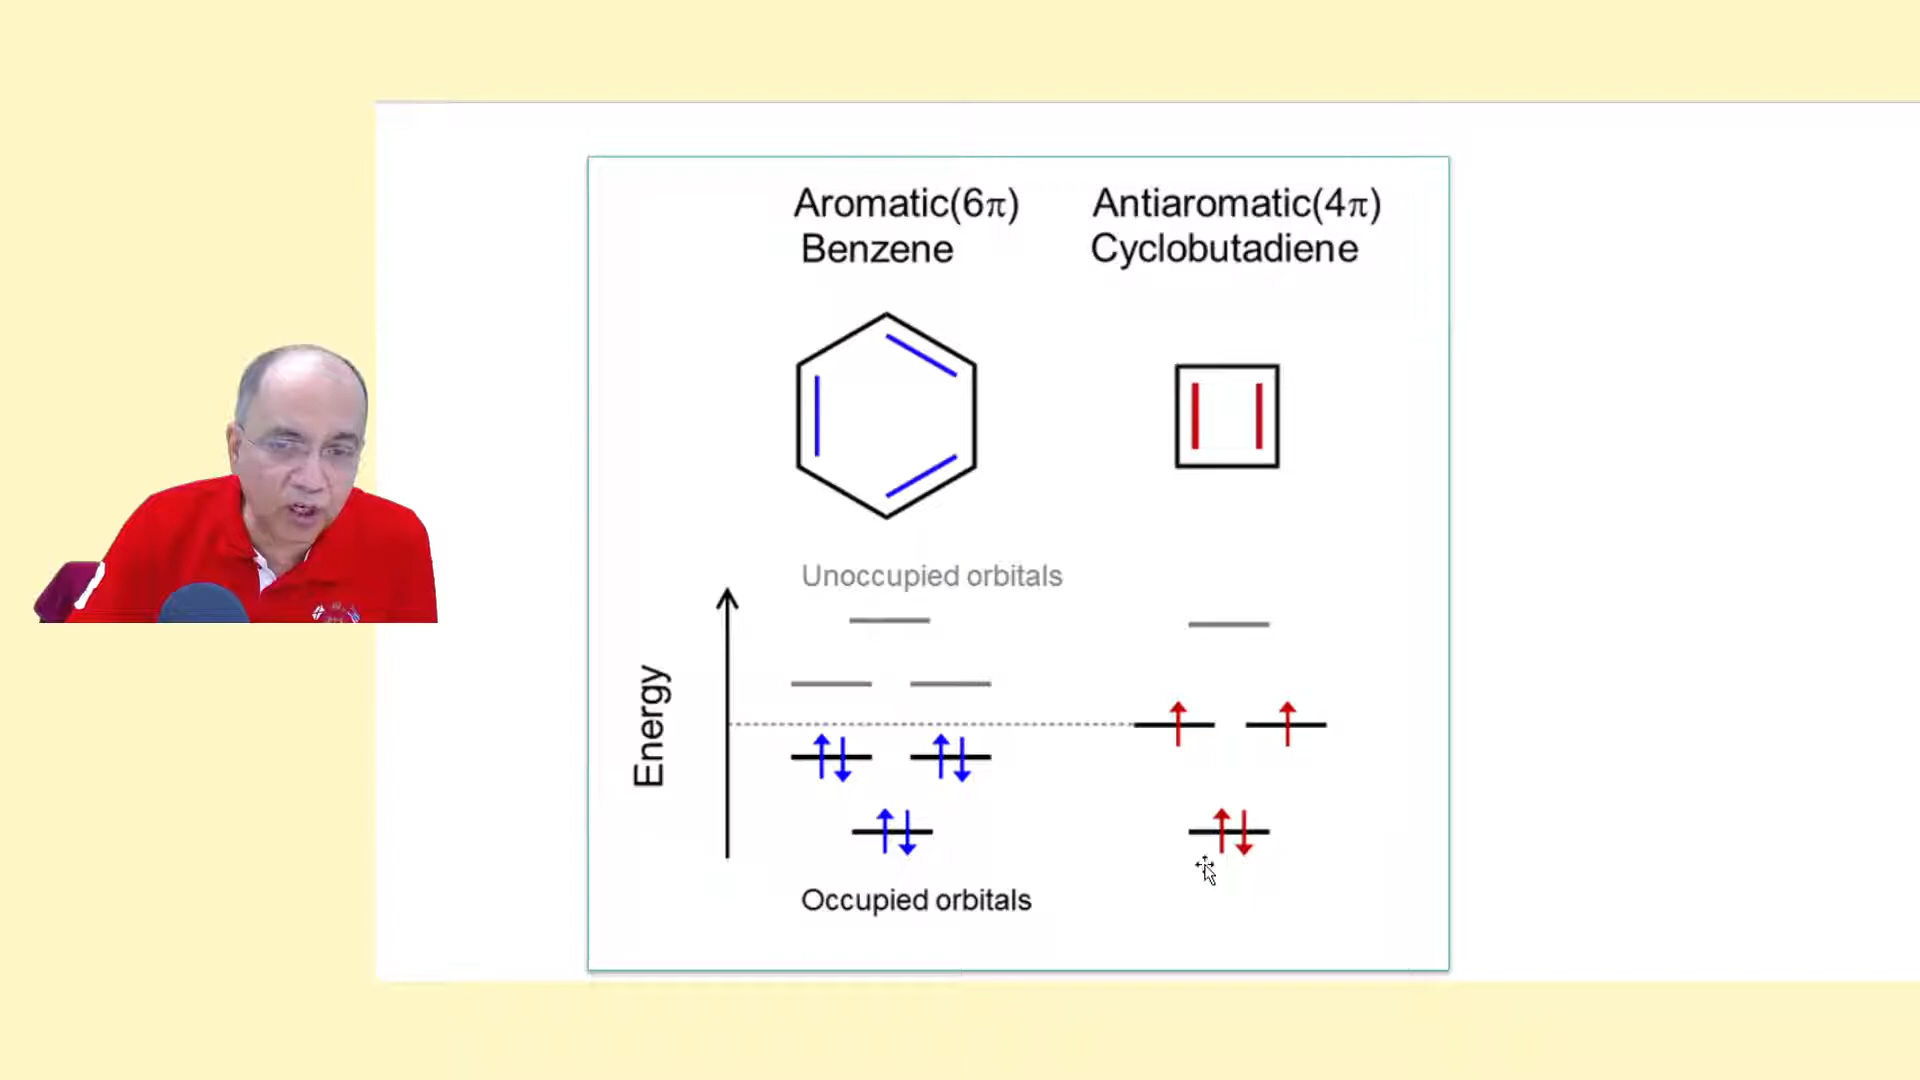 Aromatic(6π)
Benzene
Antiaromatic(4π)
Cyclobutadiene
Unoccupied orbitals
Energy
Occupied orbitals